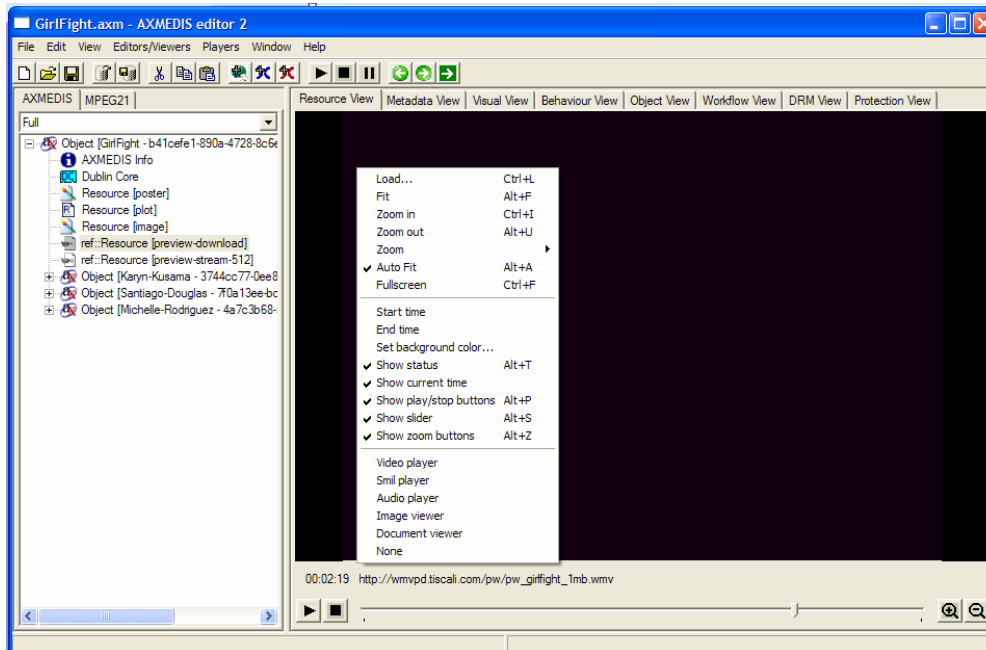 GirlFight.axm - AXMEDIS editor 2
File Edit View Editors/Viewers Players Window Help
AXMEDIS MPEG21
Full
Object [GirlFight - b41cefe1-890a-4728-8c6e
AXMEDIS Info
Dublin Core
Resource [poster]
Resource [plot]
Resource [image]
ref::Resource [preview-download]
ref::Resource [preview-stream-512]
Object [Karyn-Kusama - 3744cc77-0ee8
Object [Santiago-Douglas - 7f0a13ee-bc
Object [Michelle-Rodriguez - 4a7c3b68-
Resource View Metadata View Visual View Behaviour View Object View Workflow View DRM View Protection View
Load... Ctrl+L
Fit Alt+F
Zoom in Ctrl+I
Zoom out Alt+U
Zoom
Auto Fit Alt+A
Fullscreen Ctrl+F
Start time
End time
Set background color...
Show status Alt+T
Show current time
Show play/stop buttons Alt+P
Show slider Alt+S
Show zoom buttons Alt+Z
Video player
Smil player
Audio player
Image viewer
Document viewer
None
00:02:19 http://wmvpd.tiscali.com/pw/pw_girlfight_1mb.wmv